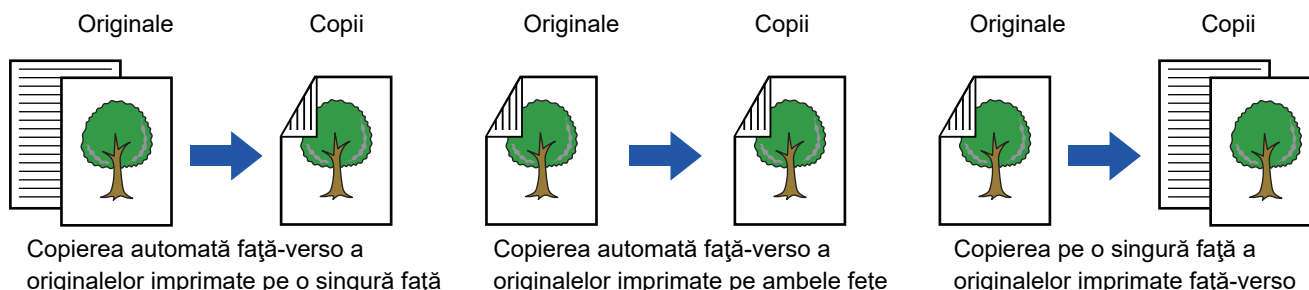 Originale
Copii
Originale
Copii
Originale
Copii
Copierea automată faţă-verso a
originalelor imprimate pe o singură faţă
Copierea automată faţă-verso a
originalelor imprimate pe ambele feţe
Copierea pe o singură faţă a
originalelor imprimate faţă-verso